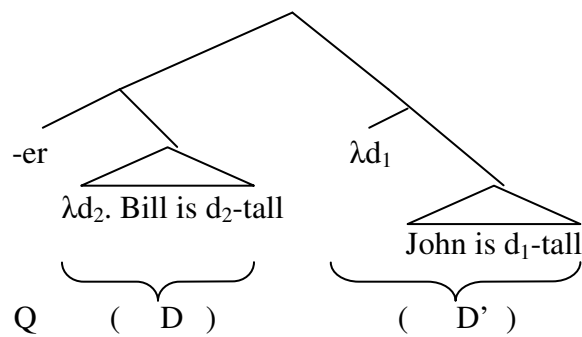 -er λd₁
λd₂. Bill is d₂-tall
John is d₁-tall
Q ( D ) ( D’ )